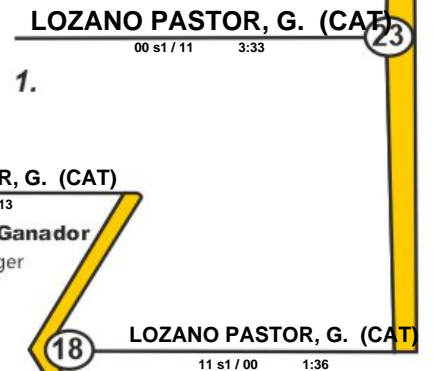 LOZANO PASTOR, G. (CAT)
23
00 s1 / 11 3:33
1.
R, G. (CAT)
13
Ganador
ger
18
LOZANO PASTOR, G. (CAT)
11 s1 / 00 1:36